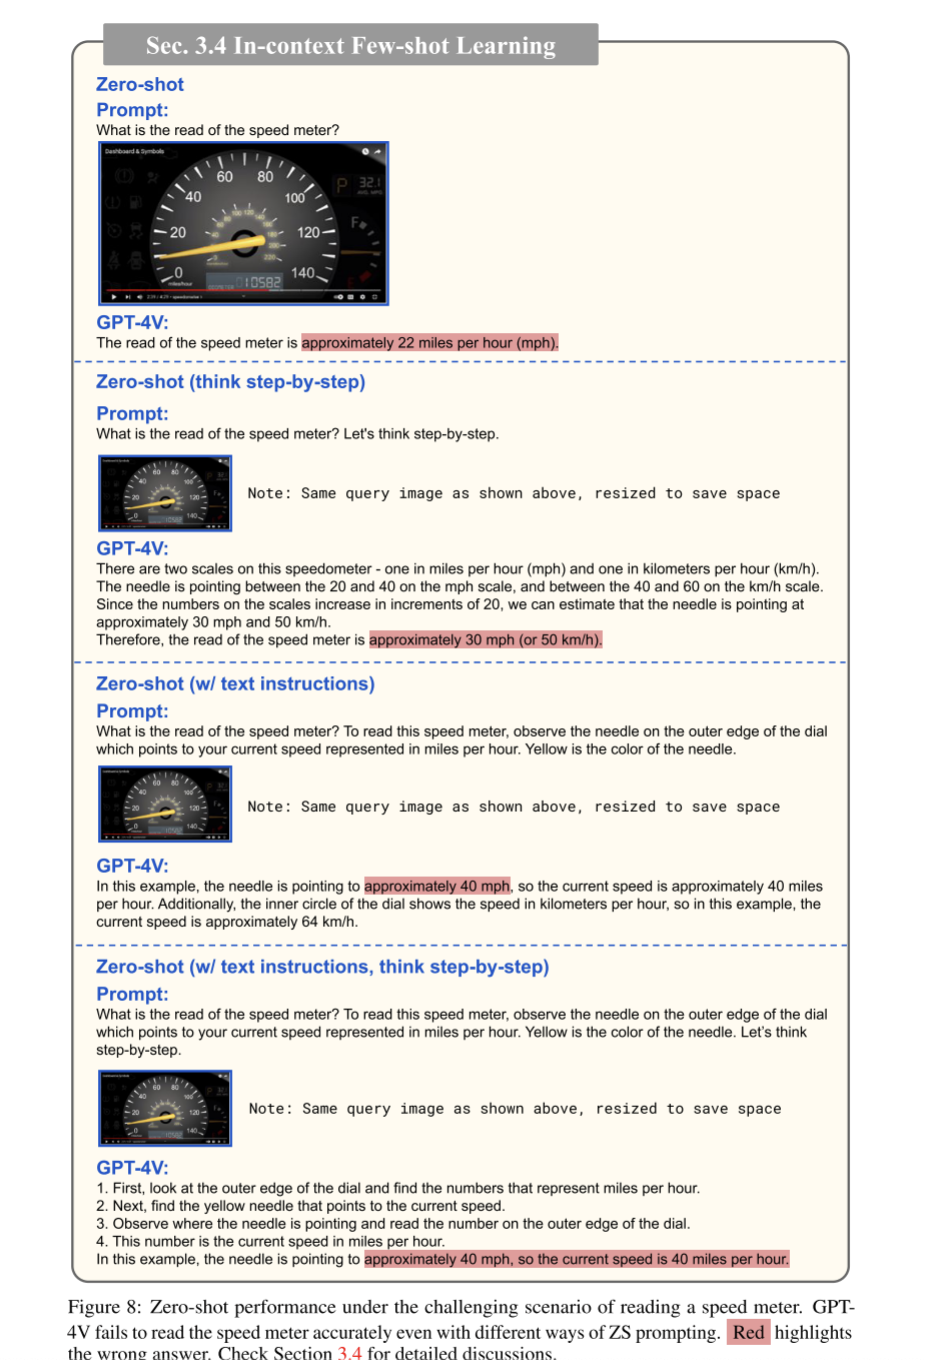 Sec. 3.4 In-context Few-shot Learning
Zero-shot
Prompt:
What is the read of the speed meter?
Dashboard & Symbols
60 80
40 100
20 120
0 140
P 32.1
F
E
miles/hour
010582
GPT-4V:
The read of the speed meter is approximately 22 miles per hour (mph).
Zero-shot (think step-by-step)
Prompt:
What is the read of the speed meter? Let's think step-by-step.
Note: Same query image as shown above, resized to save space
GPT-4V:
There are two scales on this speedometer - one in miles per hour (mph) and one in kilometers per hour (km/h).
The needle is pointing between the 20 and 40 on the mph scale, and between the 40 and 60 on the km/h scale.
Since the numbers on the scales increase in increments of 20, we can estimate that the needle is pointing at
approximately 30 mph and 50 km/h.
Therefore, the read of the speed meter is approximately 30 mph (or 50 km/h).
Zero-shot (w/ text instructions)
Prompt:
What is the read of the speed meter? To read this speed meter, observe the needle on the outer edge of the dial
which points to your current speed represented in miles per hour. Yellow is the color of the needle.
Note: Same query image as shown above, resized to save space
GPT-4V:
In this example, the needle is pointing to approximately 40 mph, so the current speed is approximately 40 miles
per hour. Additionally, the inner circle of the dial shows the speed in kilometers per hour, so in this example, the
current speed is approximately 64 km/h.
Zero-shot (w/ text instructions, think step-by-step)
Prompt:
What is the read of the speed meter? To read this speed meter, observe the needle on the outer edge of the dial
which points to your current speed represented in miles per hour. Yellow is the color of the needle. Let's think
step-by-step.
Note: Same query image as shown above, resized to save space
GPT-4V:
1. First, look at the outer edge of the dial and find the numbers that represent miles per hour.
2. Next, find the yellow needle that points to the current speed.
3. Observe where the needle is pointing and read the number on the outer edge of the dial.
4. This number is the current speed in miles per hour.
In this example, the needle is pointing to approximately 40 mph, so the current speed is 40 miles per hour.
Figure 8: Zero-shot performance under the challenging scenario of reading a speed meter. GPT-
4V fails to read the speed meter accurately even with different ways of ZS prompting. Red highlights
the wrong answer. Check Section 3.4 for detailed discussions.